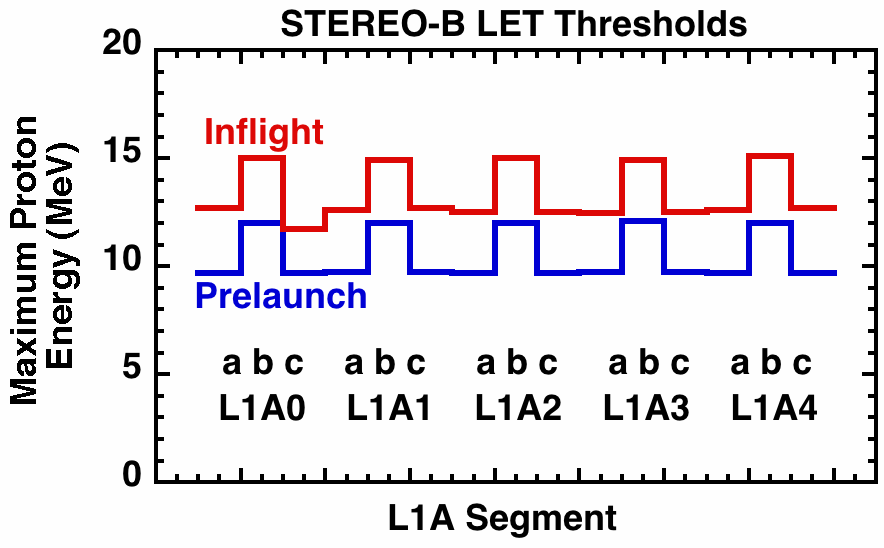 STEREO-B LET Thresholds
20
15
10
5
0
Maximum Proton
Energy (MeV)
Inflight
Prelaunch
a b c a b c a b c a b c a b c
L1A0 L1A1 L1A2 L1A3 L1A4
L1A Segment